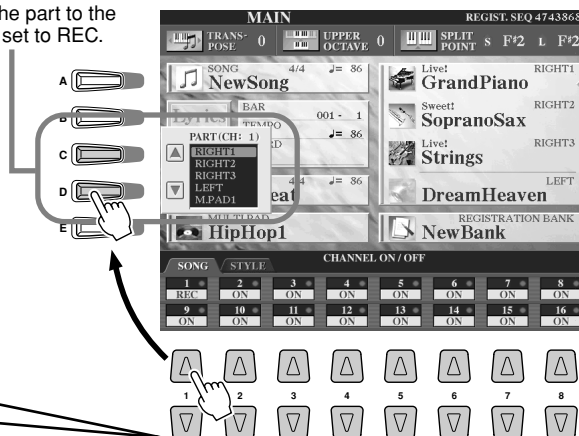 he part to the
set to REC.
MAIN
REGIST. SEQ 4743868
TRANS-
POSE 0
UPPER
OCTAVE 0
SPLIT
POINT S F#2 L F#2
A
SONG 4/4 ♩= 86
NewSong
Live! RIGHT1
GrandPiano
B
Lyrics BAR 001 - 1
TEMPO ♩= 86
Sweet! RIGHT2
SopranoSax
C
PART(CH: 1)
RIGHT1
RIGHT2
RIGHT3
LEFT
M.PAD1
Live! RIGHT3
Strings
D
4/4 ♩= 86
LEFT
DreamHeaven
E
MULTI PAD
HipHop1
REGISTRATION BANK
NewBank
SONG STYLE CHANNEL ON / OFF
1 2 3 4 5 6 7 8
REC ON ON ON ON ON ON ON
9 10 11 12 13 14 15 16
ON ON ON ON ON ON ON ON
1 2 3 4 5 6 7 8